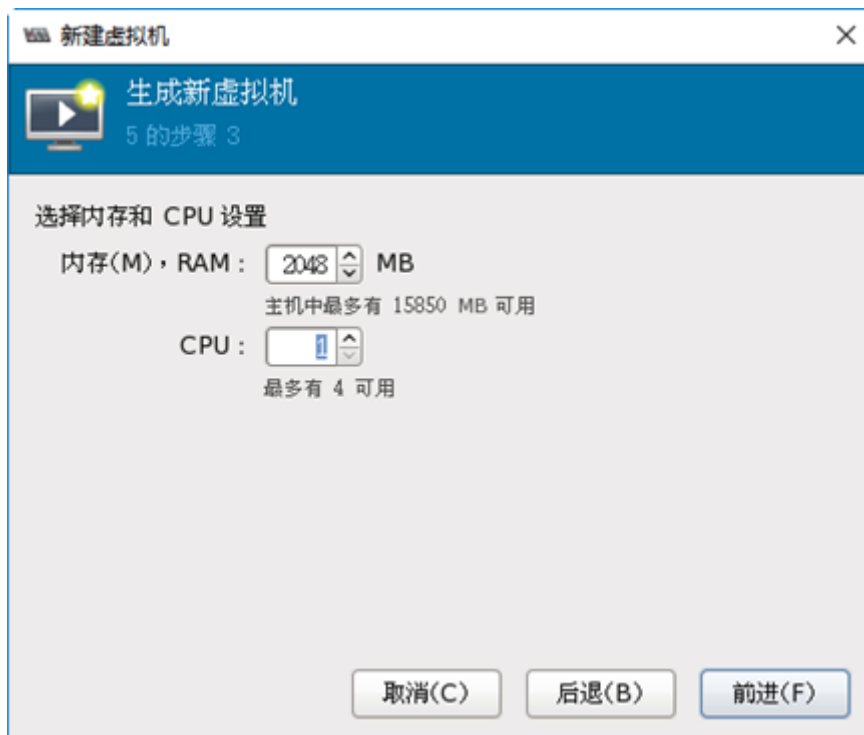 新建虚拟机
生成新虚拟机
5 的步骤 3
选择内存和 CPU 设置
内存(M)，RAM： 2048 MB
主机中最多有 15850 MB 可用
CPU： 1
最多有 4 可用
取消(C) 后退(B) 前进(F)